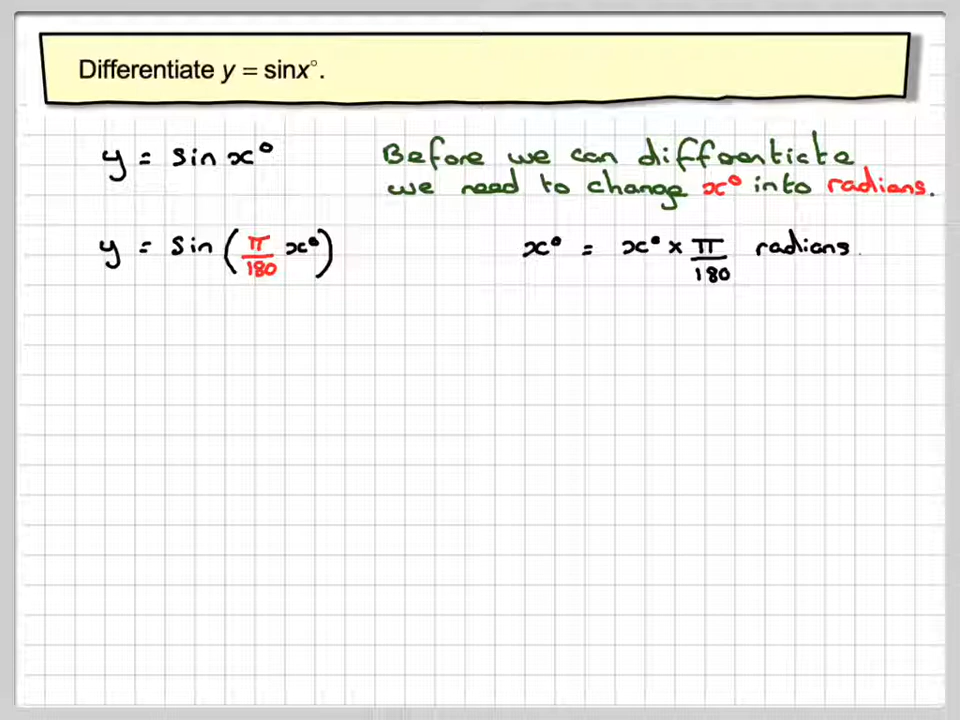 Differentiate y = sinx°.
y = sin x° Before we can differentiate
we need to change x° into radians.
y = sin (π/180 x°) x° = x° × π/180 radians.